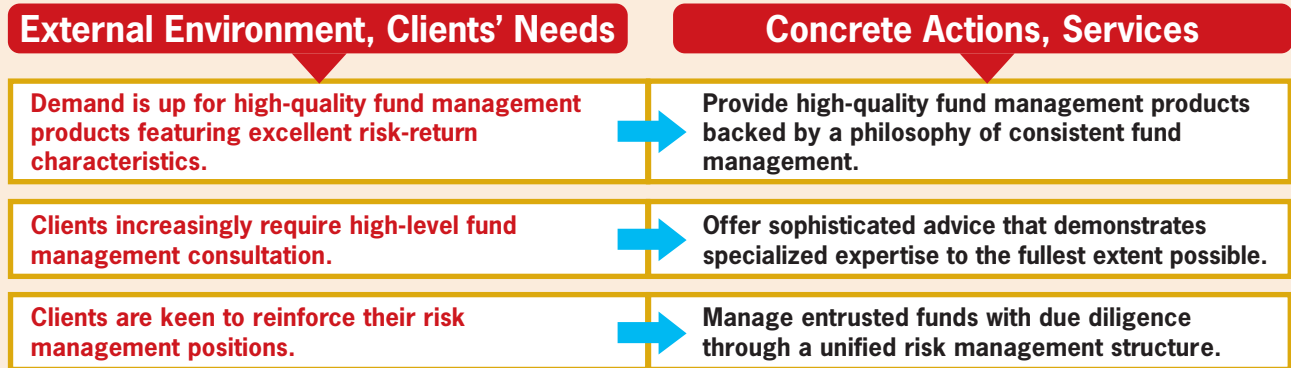 External Environment, Clients' Needs
Concrete Actions, Services
Demand is up for high-quality fund management
products featuring excellent risk-return
characteristics.
Provide high-quality fund management products
backed by a philosophy of consistent fund
management.
Clients increasingly require high-level fund
management consultation.
Offer sophisticated advice that demonstrates
specialized expertise to the fullest extent possible.
Clients are keen to reinforce their risk
management positions.
Manage entrusted funds with due diligence
through a unified risk management structure.